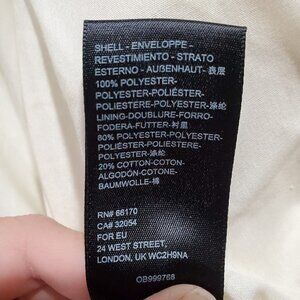 SHELL - ENVELOPPE -
REVESTIMIENTO - STRATO
ESTERNO - AUßENHAUT- 表層
100% POLYESTER-
POLYESTER-POLIÉSTER-
POLIESTERE-POLYESTER-涤纶
LINING-DOUBLURE-FORRO-
FODERA-FUTTER-衬里
80% POLYESTER-POLYESTER-
POLIÉSTER-POLIESTERE-
POLYESTER-涤纶
20% COTTON-COTON-
ALGODÓN-COTONE-
BAUMWOLLE-棉
RN# 66170
CA# 32054
FOR EU
24 WEST STREET,
LONDON, UK WC2H9NA
OB999768